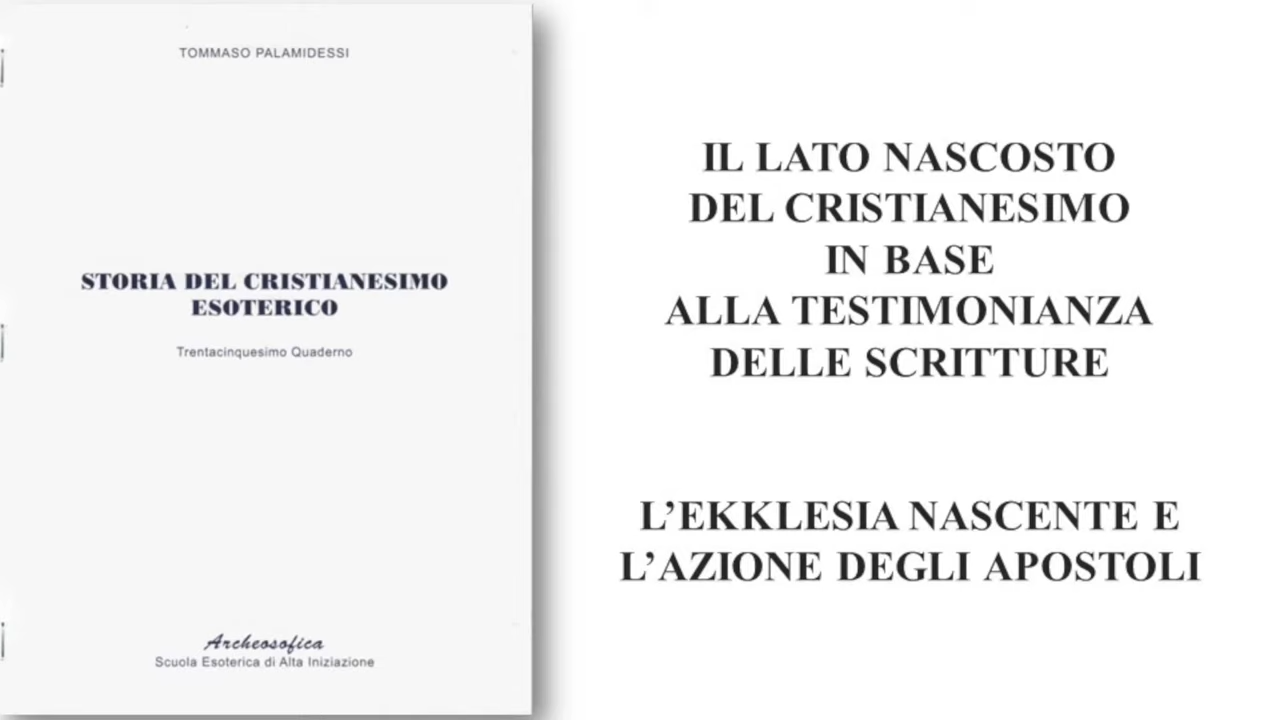 TOMMASO PALAMIDESSI
STORIA DEL CRISTIANESIMO
ESOTERICO
Trentacinquesimo Quaderno
Archeosofica
Scuola Esoterica di Alta Iniziazione
IL LATO NASCOSTO
DEL CRISTIANESIMO
IN BASE
ALLA TESTIMONIANZA
DELLE SCRITTURE
L’EKKLESIA NASCENTE E
L’AZIONE DEGLI APOSTOLI